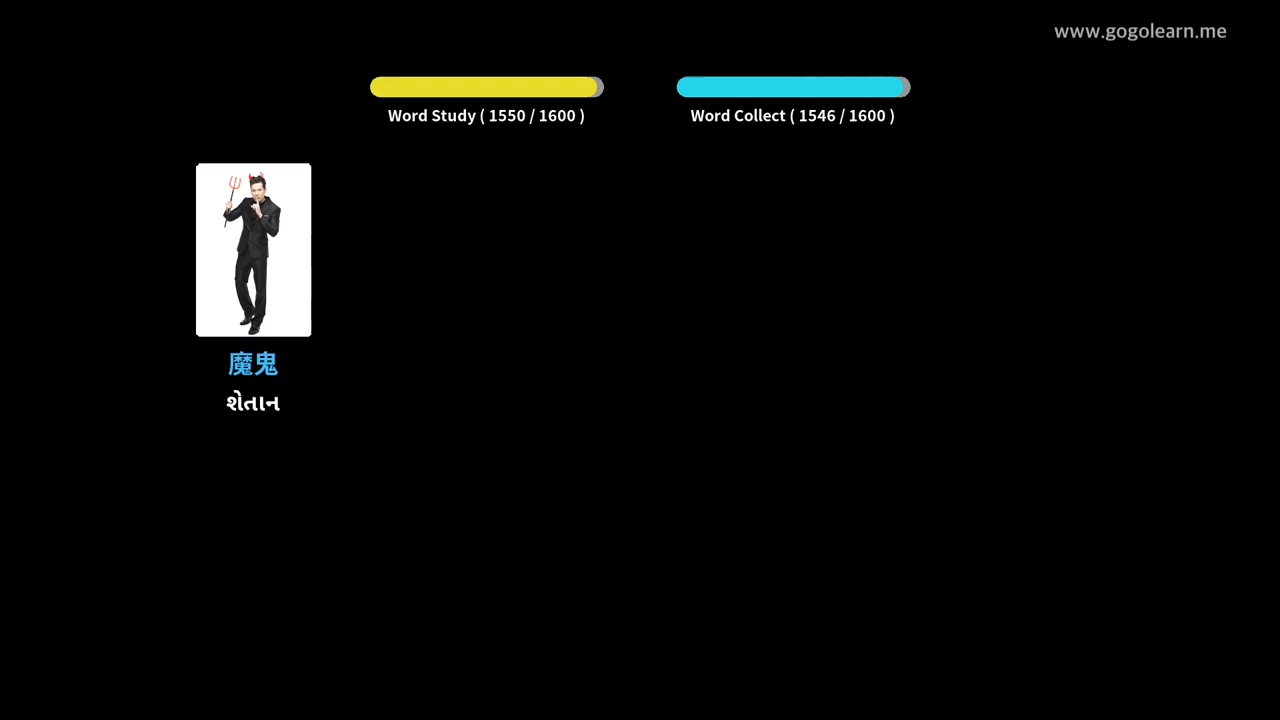 www.gogolearn.me
Word Study ( 1550 / 1600 )
Word Collect ( 1546 / 1600 )
魔鬼
શેતાન